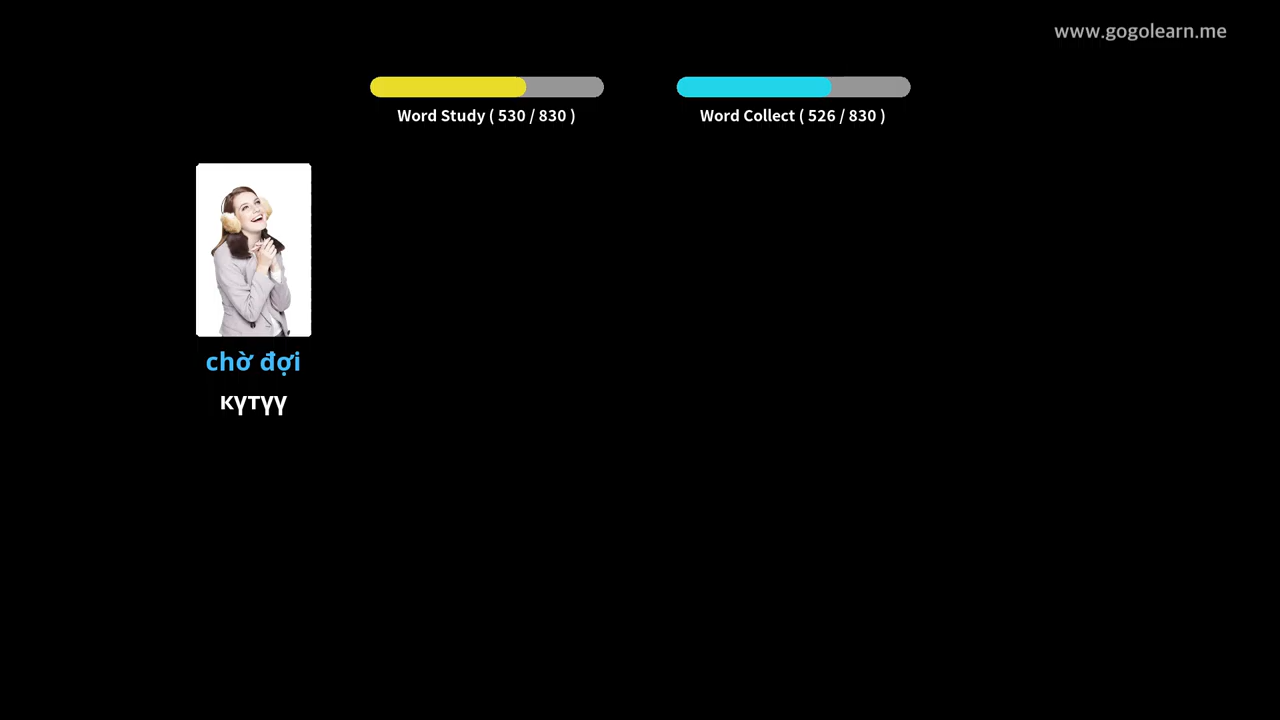 www.gogolearn.me
Word Study ( 530 / 830 )
Word Collect ( 526 / 830 )
chờ đợi
күтүү